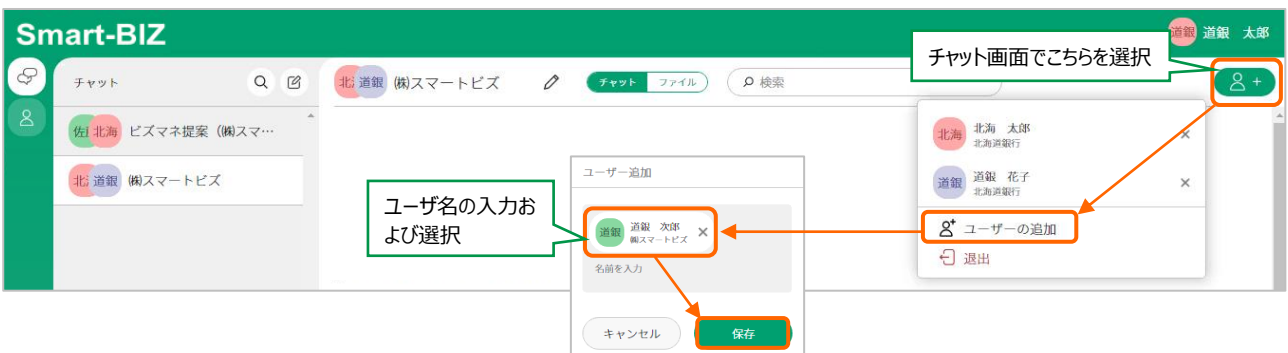 Smart-BIZ
道銀 道銀 太郎
チャット画面でこちらを選択
チャット
北海 道銀 ㈱スマートビズ
チャット ファイル
検索
佐 北海 ビズマネ提案（㈱スマ…
北海 道銀 ㈱スマートビズ
北海 北海 太郎
北海道銀行
道銀 道銀 花子
北海道銀行
ユーザーの追加
退出
ユーザ名の入力お
よび選択
ユーザー追加
道銀 道銀 次郎
㈱スマートビズ
名前を入力
キャンセル 保存